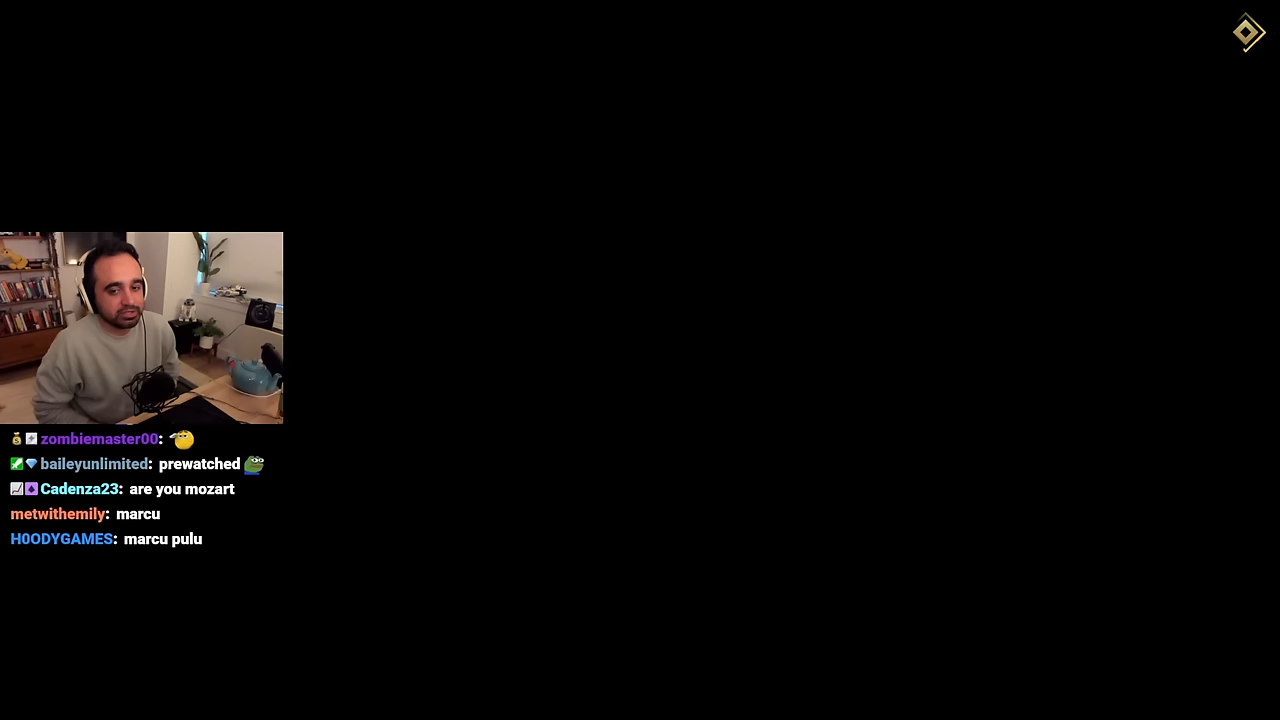 zombiemaster00:
baileyunlimited: prewatched
Cadenza23: are you mozart
metwithemily: marcu
H0ODYGAMES: marcu pulu